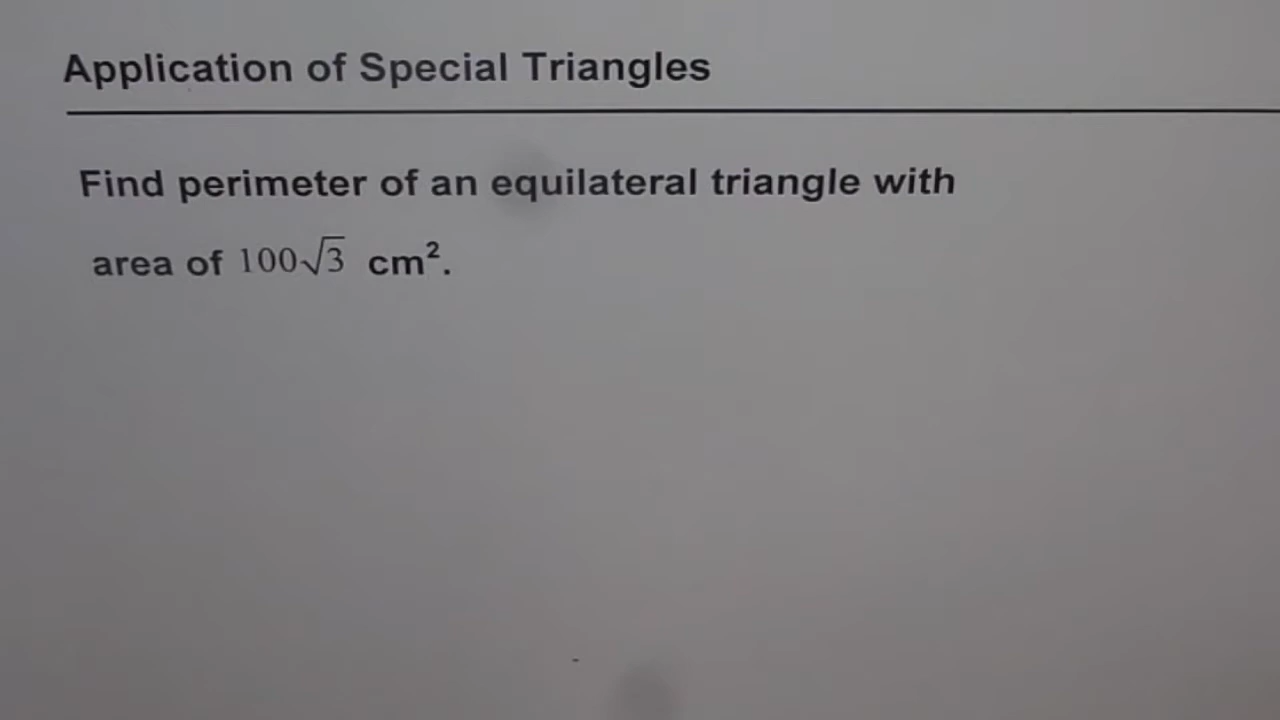 Application of Special Triangles
Find perimeter of an equilateral triangle with
area of 100√3 cm².